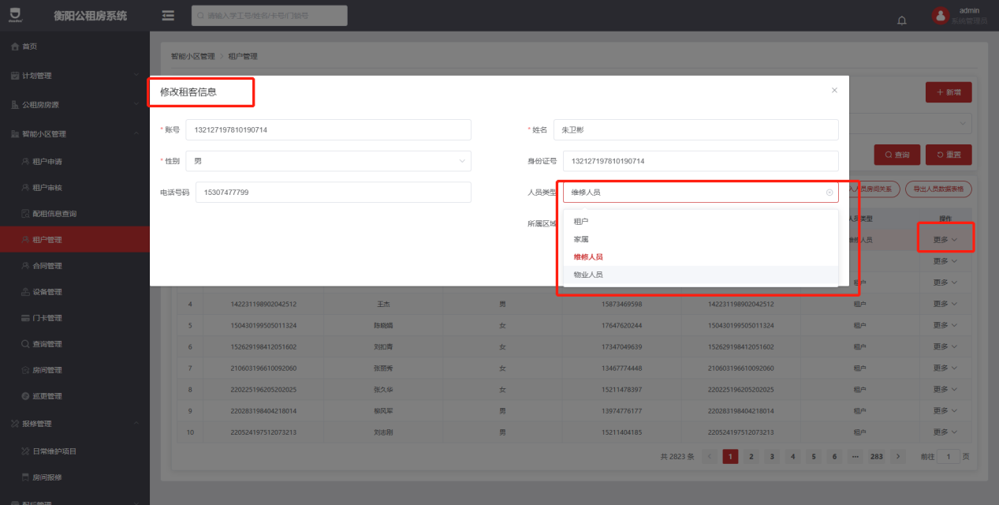 衡阳公租房系统
请输入学工号/姓名/卡号/门锁号
admin
系统管理员
首页
计划管理
公租房房源
智能小区管理
租户申请
租户审核
配租信息查询
租户管理
合同管理
设备管理
门卡管理
查询管理
房间管理
巡更管理
报修管理
日常维护项目
房间报修
智能小区管理 > 租户管理
+ 新增
查询 重置
人员房间关系 导出人员数据表格
修改租客信息 ×
* 账号 132127197810190714 * 姓名 朱卫彬
* 性别 男 身份证号 132127197810190714
电话号码 15307477799 人员类型 维修人员
所属区域
租户
家属
维修人员
物业人员
人员类型 操作
维修人员 更多
更多
租户 更多
4 142231198902042512 王杰 男 15873469598 142231198902042512 租户 更多
5 150430199505011324 陈晓娟 女 17647620244 150430199505011324 租户 更多
6 152629198412051602 刘扣青 女 17347049639 152629198412051602 租户 更多
7 210603196610092060 张丽秀 女 13467774448 210603196610092060 租户 更多
8 220225196205202025 张久华 女 15211478397 220225196205202025 租户 更多
9 220283198404218014 柳风军 男 13974776177 220283198404218014 租户 更多
10 220524197512073213 刘志刚 男 15211404185 220524197512073213 租户 更多
共 2823 条 < 1 2 3 4 5 6 ··· 283 > 前往 1 页